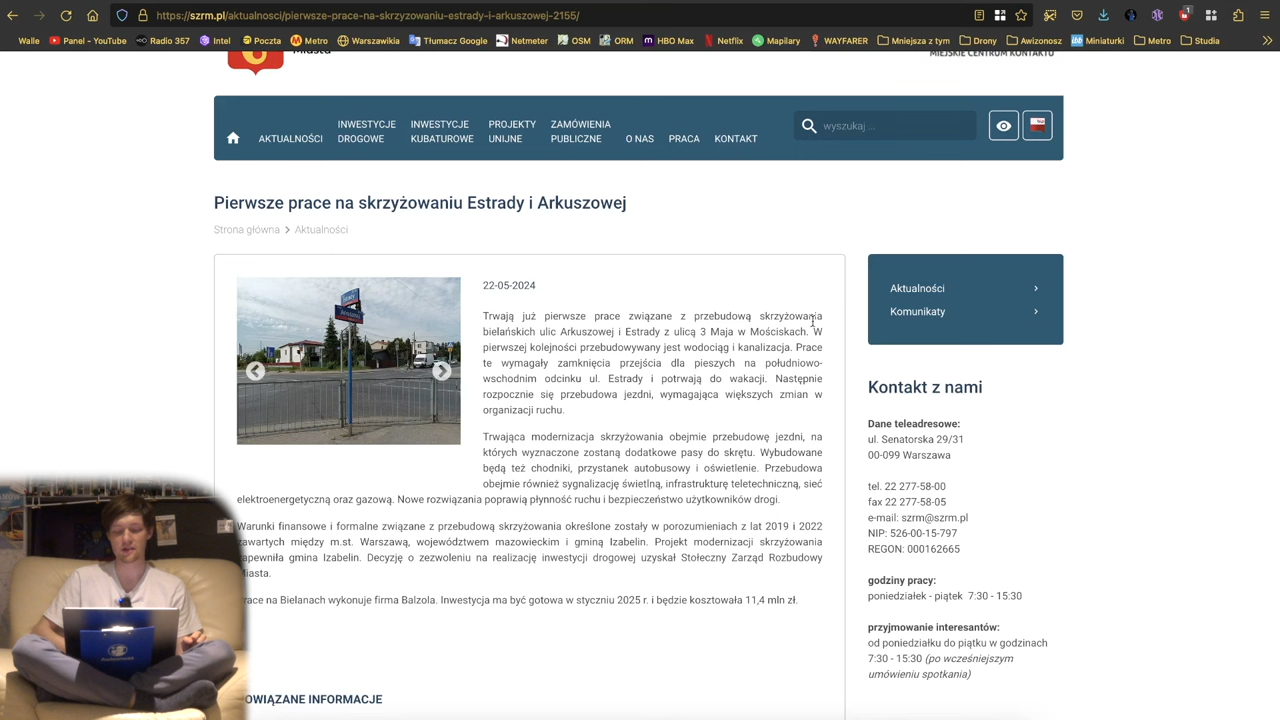 https://szrm.pl/aktualnosci/pierwsze-prace-na-skrzyzowaniu-estrady-i-arkuszowej-2155/
Walle Panel - YouTube Radio 357 Intel Poczta Metro Warszawikia Tłumacz Google Netmeter OSM ORM HBO Max Netflix Mapilary WAYFARER Mniejsza z tym Drony Awizonosz Miniaturki Metro Studia
Miasta
MIEJSKIE CENTRUM KONTAKTU
AKTUALNOŚCI
INWESTYCJE
DROGOWE
INWESTYCJE
KUBATUROWE
PROJEKTY
UNIJNE
ZAMÓWIENIA
PUBLICZNE
O NAS
PRACA
KONTAKT
wyszukaj ...
Pierwsze prace na skrzyżowaniu Estrady i Arkuszowej
Strona główna > Aktualności
22-05-2024
Trwają już pierwsze prace związane z przebudową skrzyżowania
bielańskich ulic Arkuszowej i Estrady z ulicą 3 Maja w Mościskach. W
pierwszej kolejności przebudowywany jest wodociąg i kanalizacja. Prace
te wymagały zamknięcia przejścia dla pieszych na południowo-
wschodnim odcinku ul. Estrady i potrwają do wakacji. Następnie
rozpocznie się przebudowa jezdni, wymagająca większych zmian w
organizacji ruchu.
Trwająca modernizacja skrzyżowania obejmie przebudowę jezdni, na
których wyznaczone zostaną dodatkowe pasy do skrętu. Wybudowane
będą też chodniki, przystanek autobusowy i oświetlenie. Przebudowa
obejmie również sygnalizację świetlną, infrastrukturę teletechniczną, sieć
elektroenergetyczną oraz gazową. Nowe rozwiązania poprawią płynność ruchu i bezpieczeństwo użytkowników drogi.
Warunki finansowe i formalne związane z przebudową skrzyżowania określone zostały w porozumieniach z lat 2019 i 2022
zawartych między m.st. Warszawą, województwem mazowieckim i gminą Izabelin. Projekt modernizacji skrzyżowania
zapewniła gmina Izabelin. Decyzję o zezwoleniu na realizację inwestycji drogowej uzyskał Stołeczny Zarząd Rozbudowy
Miasta.
race na Bielanach wykonuje firma Balzola. Inwestycja ma być gotowa w styczniu 2025 r. i będzie kosztowała 11,4 mln zł.
OWIĄZANE INFORMACJE
Aktualności
Komunikaty
Kontakt z nami
Dane teleadresowe:
ul. Senatorska 29/31
00-099 Warszawa
tel. 22 277-58-00
fax 22 277-58-05
e-mail: szrm@szrm.pl
NIP: 526-00-15-797
REGON: 000162665
godziny pracy:
poniedziałek - piątek 7:30 - 15:30
przyjmowanie interesantów:
od poniedziałku do piątku w godzinach
7:30 - 15:30 (po wcześniejszym
umówieniu spotkania)